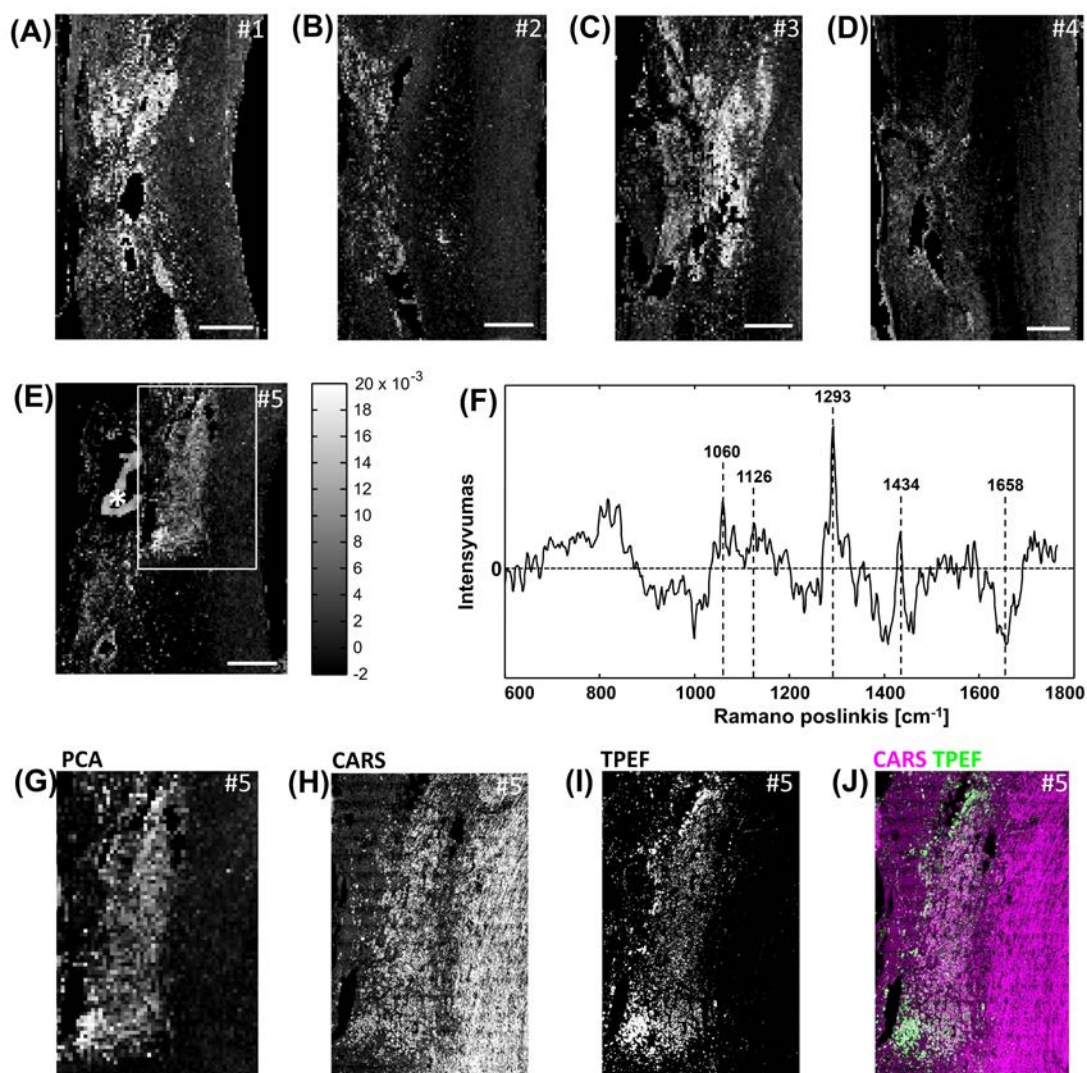 (A) #1
(B) #2
(C) #3
(D) #4
(E) #5
20 x 10⁻³
18
16
14
12
10
8
6
4
2
0
-2
(F)
Intensyvumas
0
1060
1126
1293
1434
1658
600 800 1000 1200 1400 1600 1800
Ramano poslinkis [cm⁻¹]
PCA
(G) #5
CARS
(H) #5
TPEF
(I) #5
CARS TPEF
(J) #5